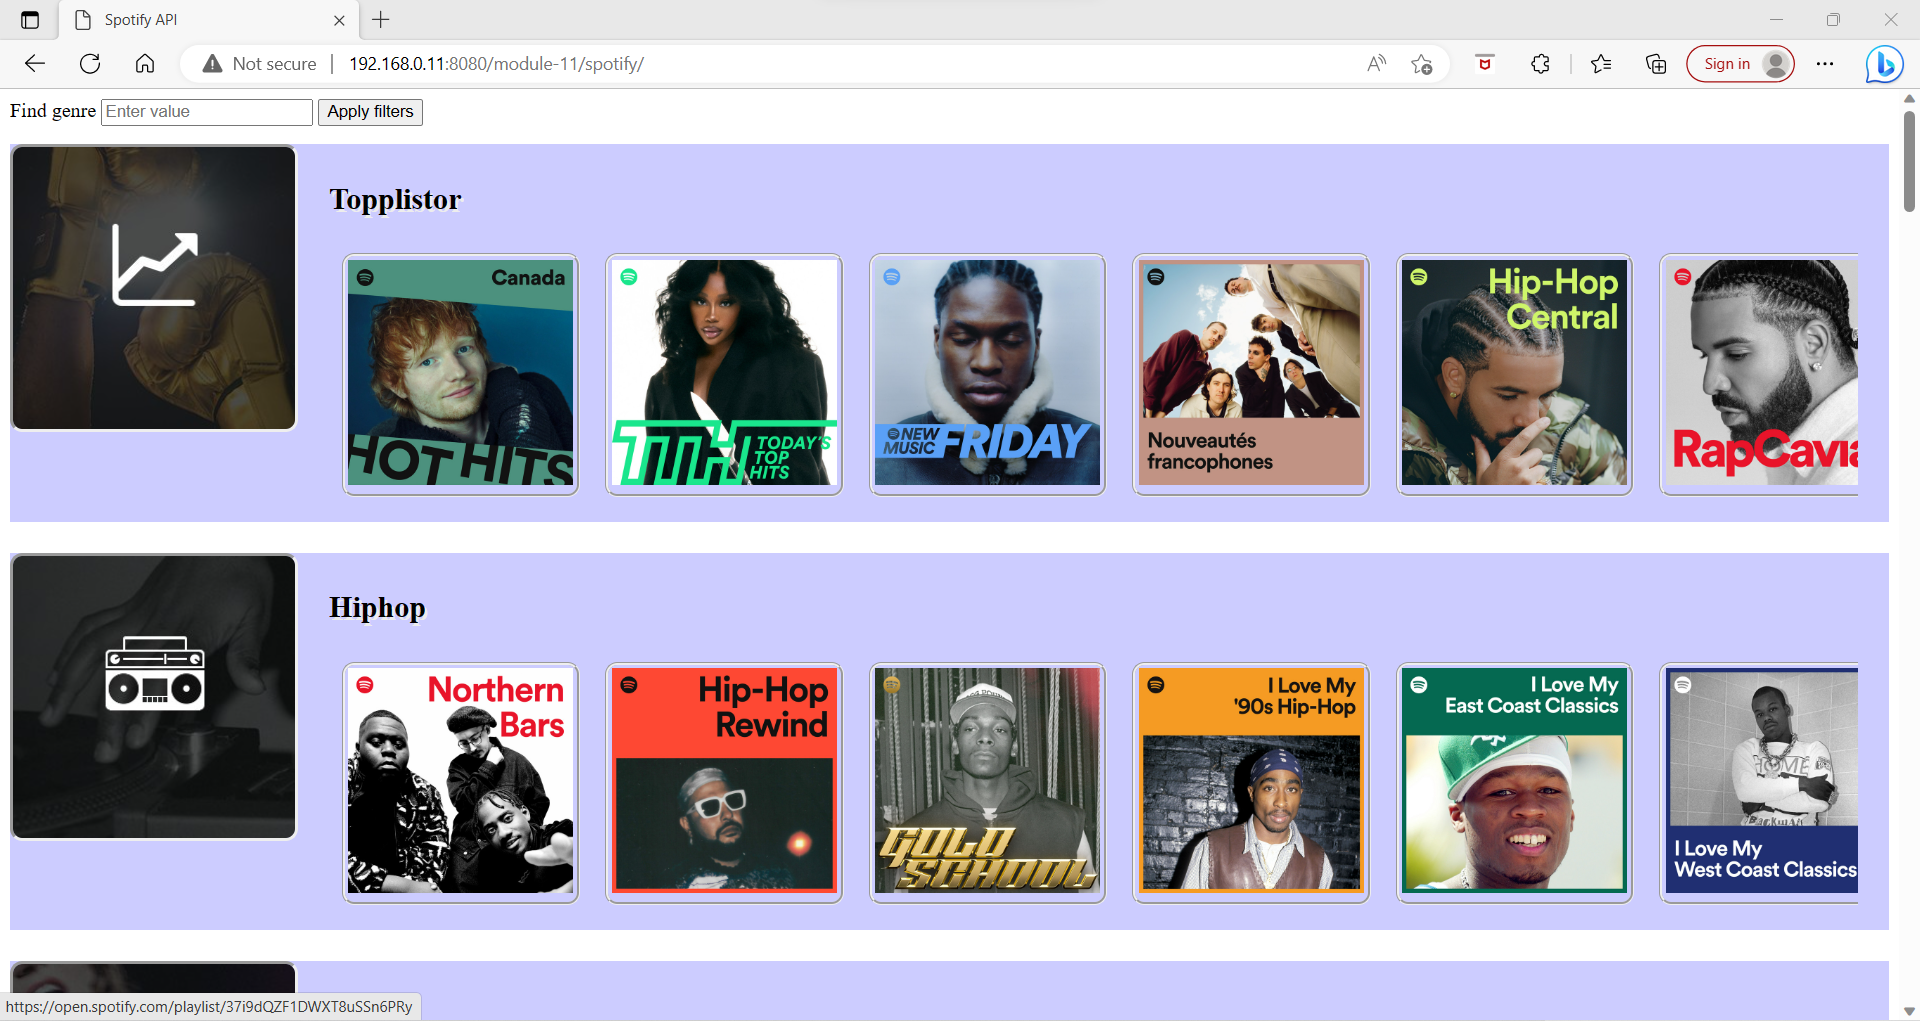 Spotify API
Not secure
192.168.0.11:8080/module-11/spotify/
Sign in
Find genre
Enter value
Apply filters
Topplistor
Canada
HOT HITS
TTH TODAY'S TOP HITS
NEW MUSIC FRIDAY
Nouveautés
francophones
Hip-Hop
Central
RapCavia
Hiphop
Northern
Bars
Hip-Hop
Rewind
GOLD
SCHOOL
I Love My
'90s Hip-Hop
I Love My
East Coast Classics
HOME
I Love My
West Coast Classics
https://open.spotify.com/playlist/37i9dQZF1DWXT8uSSn6PRy